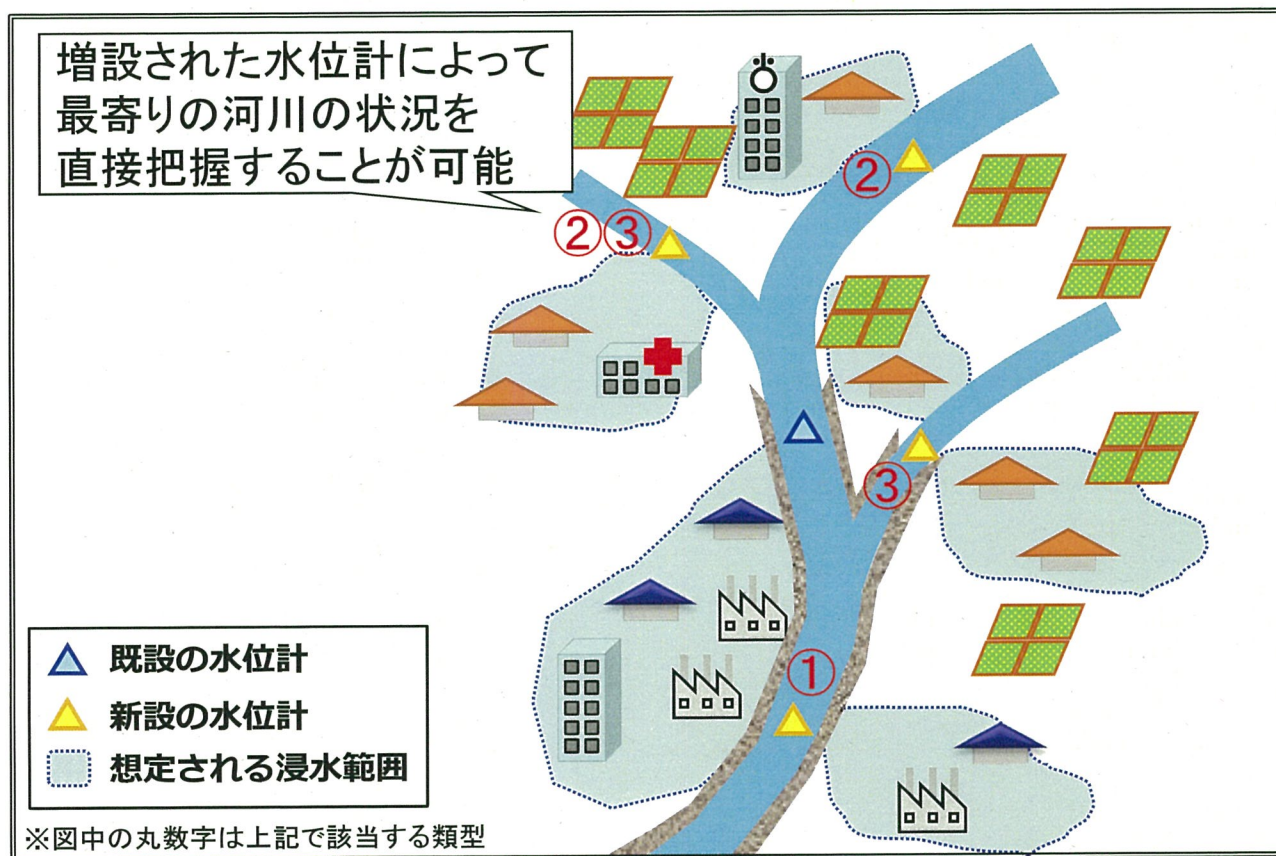 増設された水位計によって
最寄りの河川の状況を
直接把握することが可能
②
②③
③
①
既設の水位計
新設の水位計
想定される浸水範囲
※図中の丸数字は上記で該当する類型